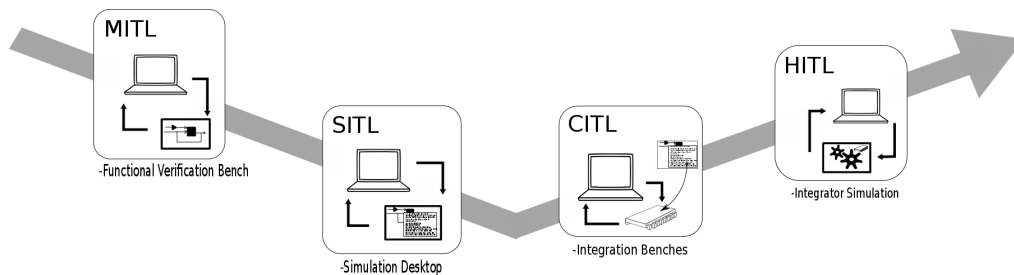 MITL
-Functional Verification Bench
SITL
-Simulation Desktop
CITL
-Integration Benches
HITL
-Integrator Simulation